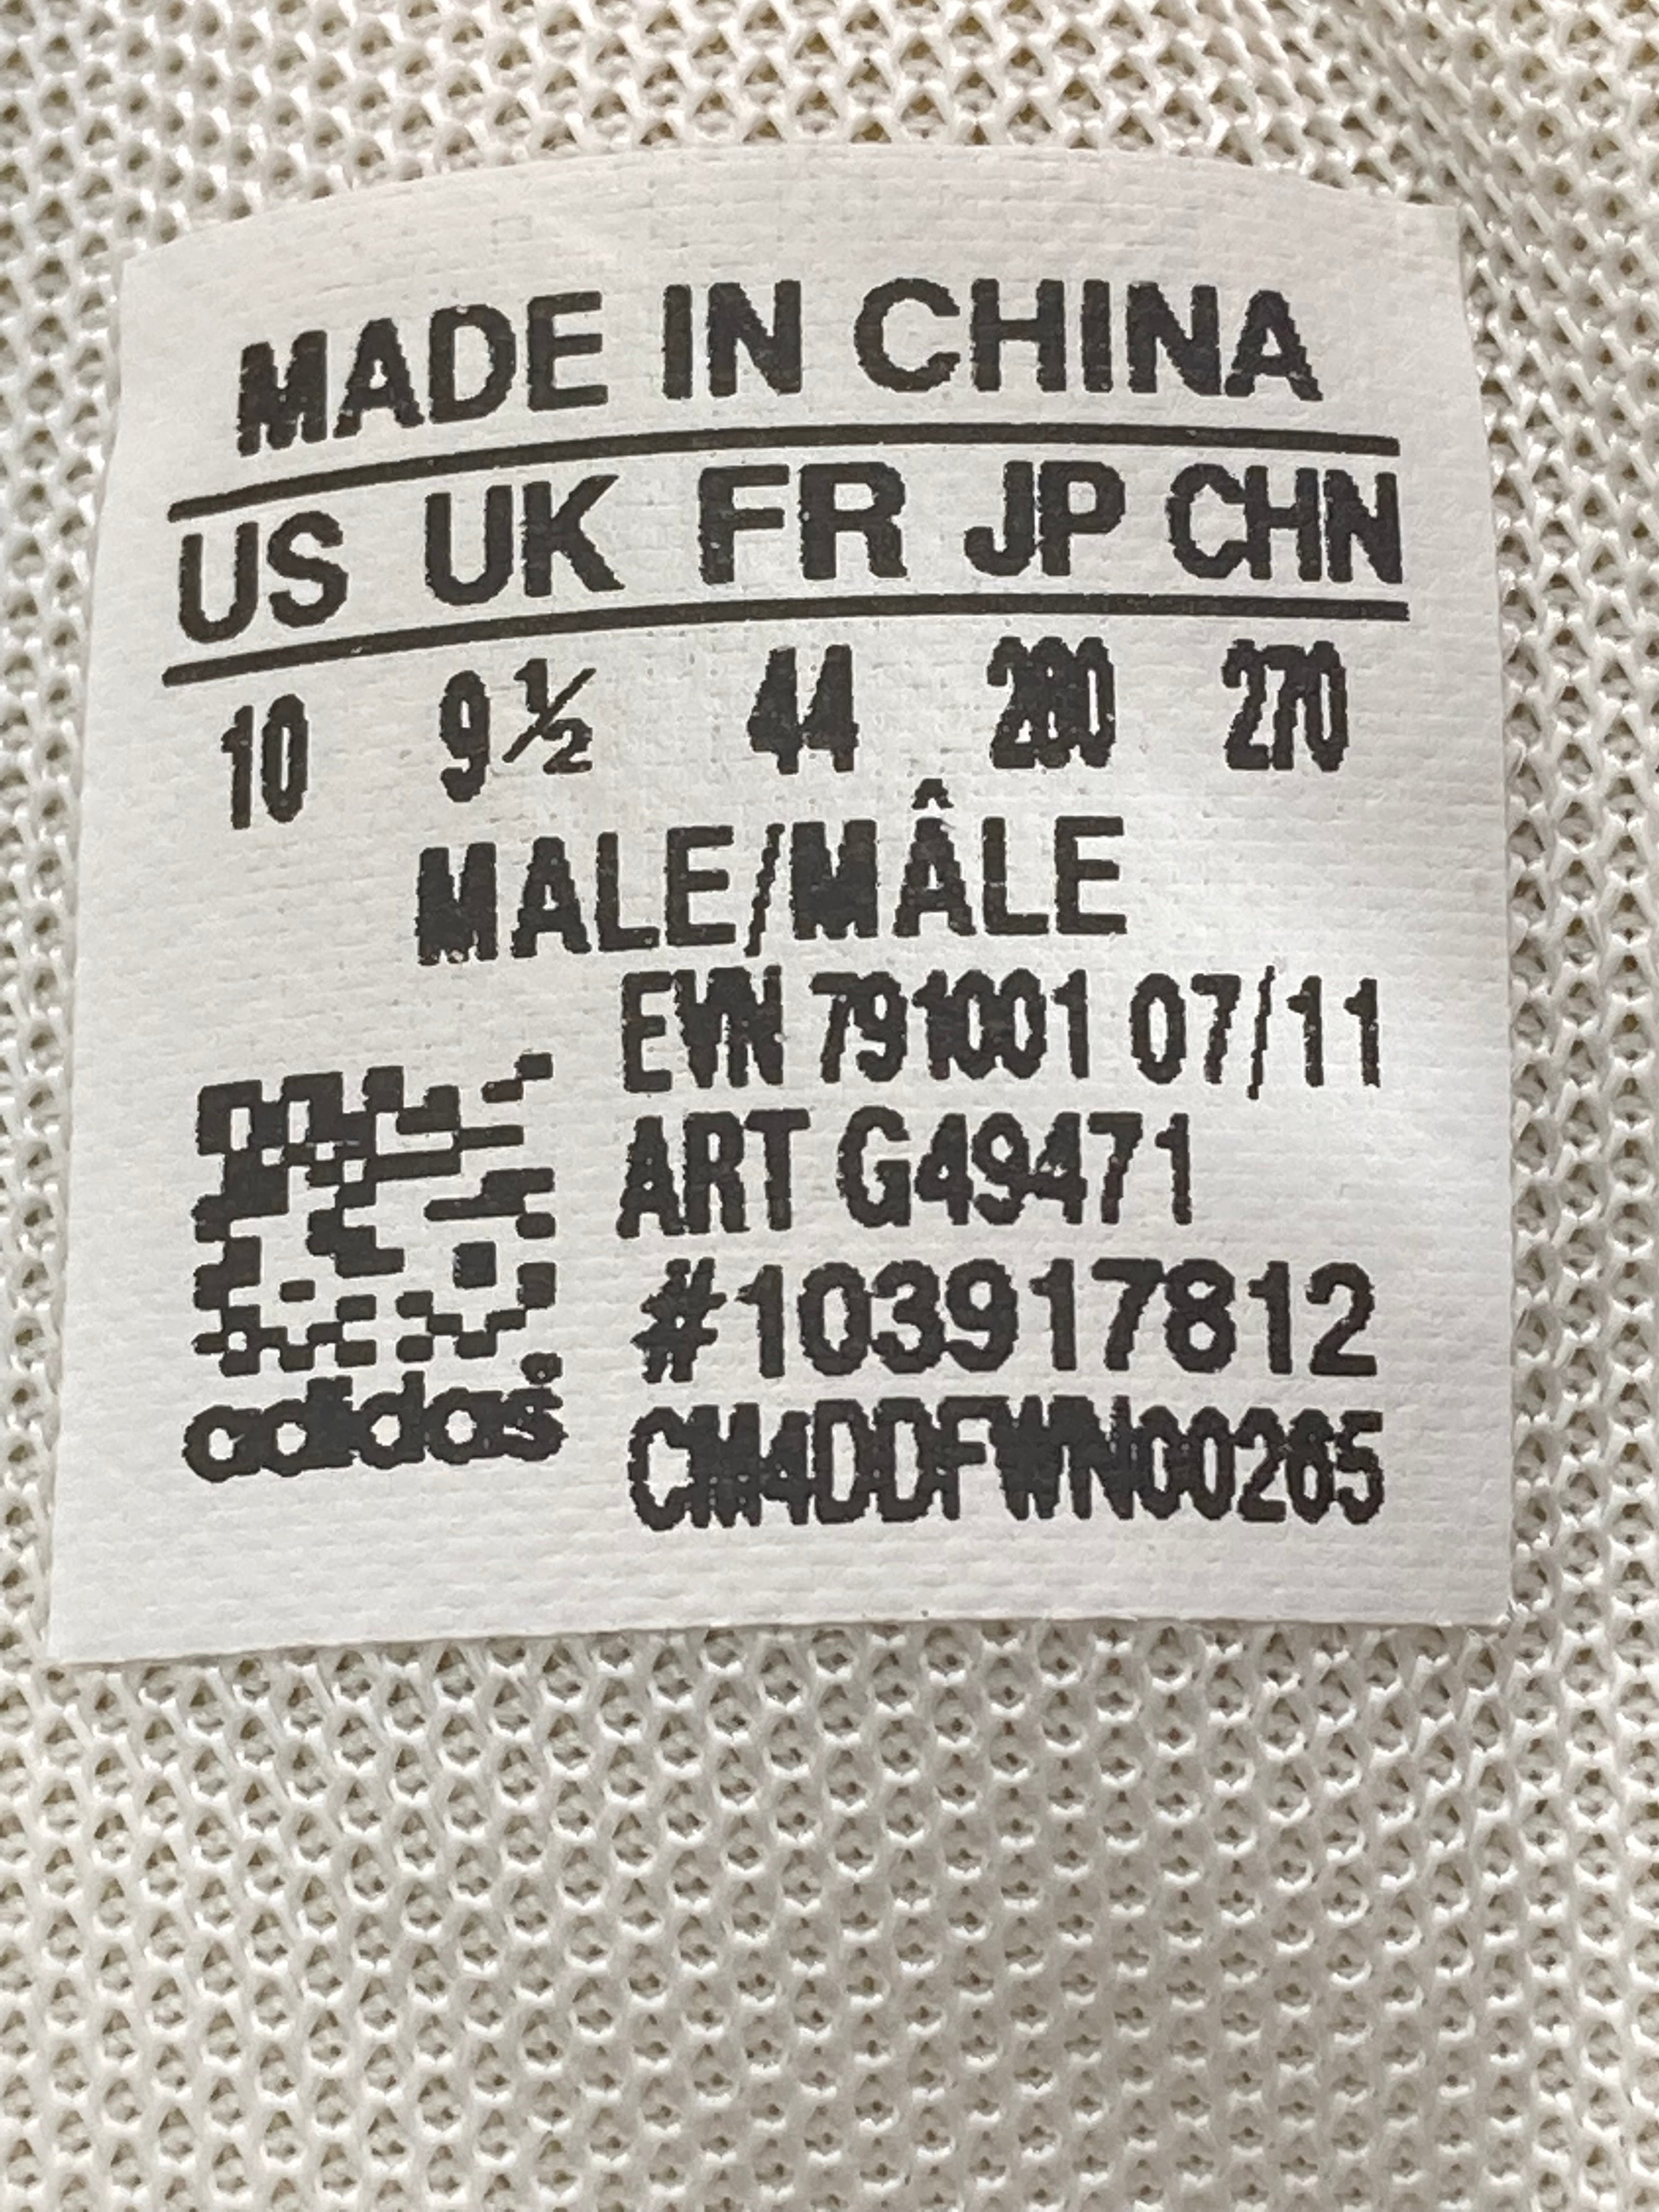 MADE IN CHINA
US UK FR JP CHN
10 9½ 44 280 270
MALE/MÂLE
EVN 791001 07/11
ART G49471
#103917812
CM4DDFWN00265
adidas